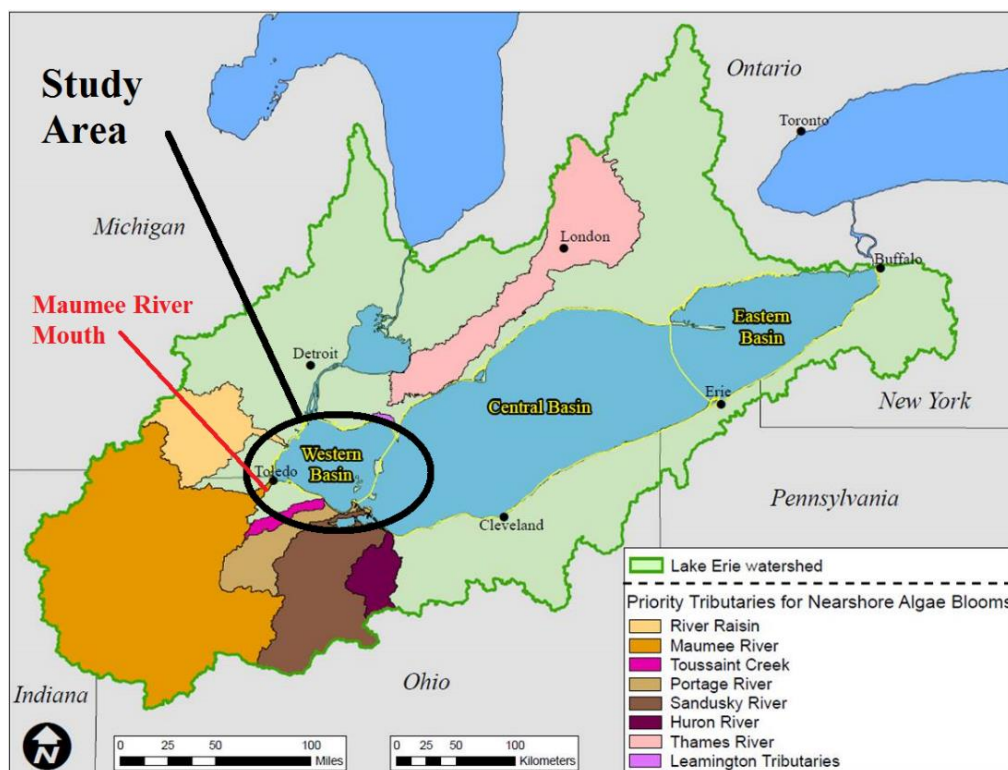 Study
Area
Ontario
Toronto
Michigan
London
Buffalo
Maumee River
Mouth
Eastern
Basin
Detroit
Erie
New York
Central Basin
Western
Basin
Toledo
Pennsylvania
Cleveland
Lake Erie watershed
Priority Tributaries for Nearshore Algae Blooms
River Raisin
Maumee River
Toussaint Creek
Portage River
Sandusky River
Huron River
Thames River
Leamington Tributaries
Indiana
Ohio
N
0 25 50 100
Miles
0 25 50 100
Kilometers